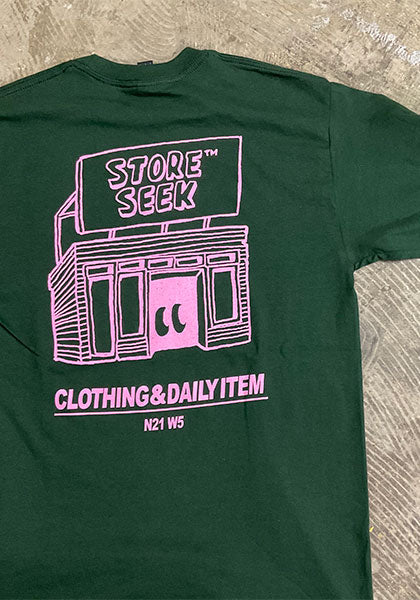 STORE™
SEEK
CLOTHING&DAILY ITEM
N21 W5